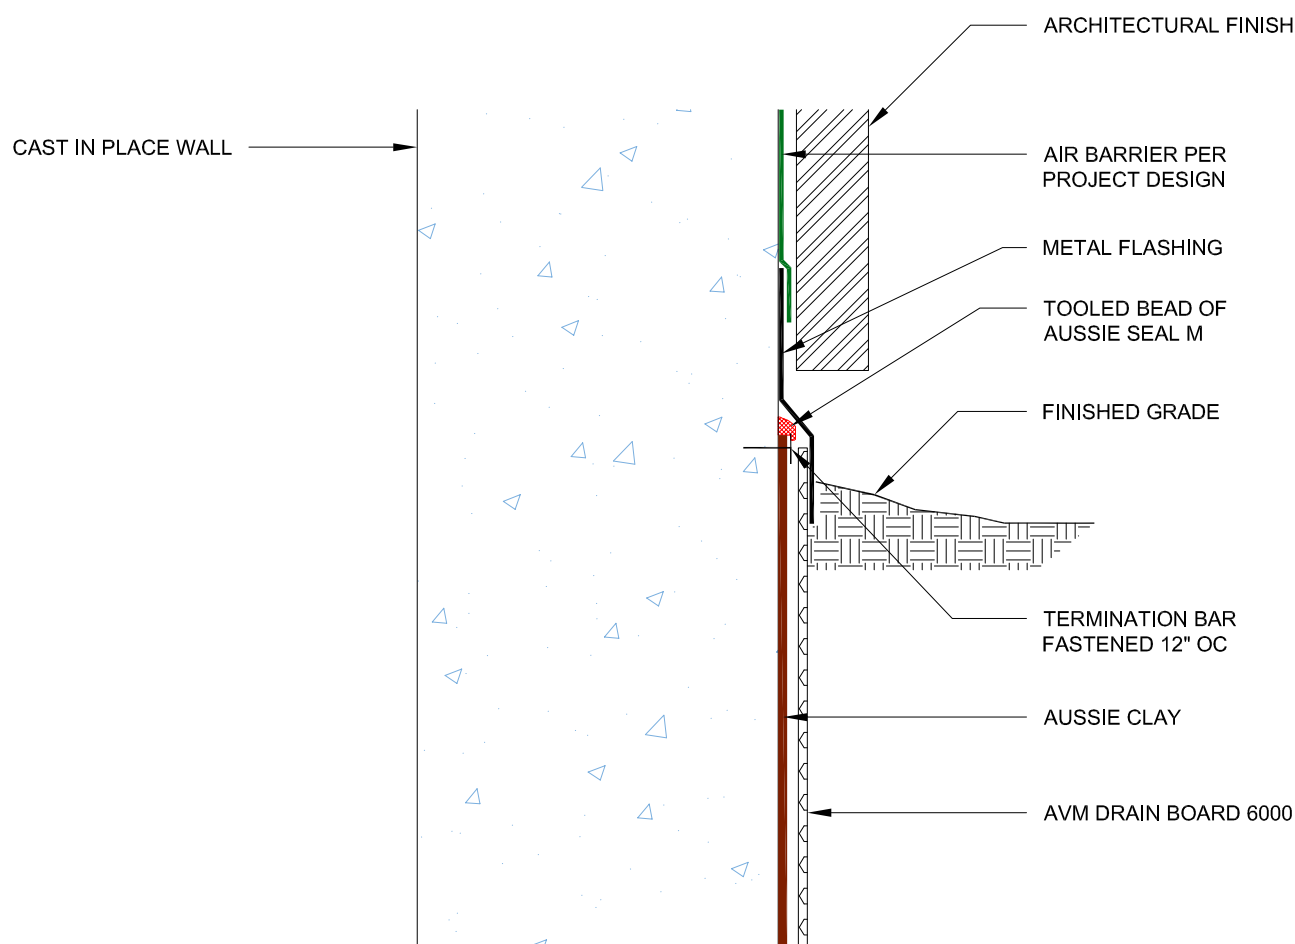 ARCHITECTURAL FINISH
CAST IN PLACE WALL
AIR BARRIER PER
PROJECT DESIGN
METAL FLASHING
TOOLED BEAD OF
AUSSIE SEAL M
FINISHED GRADE
TERMINATION BAR
FASTENED 12" OC
AUSSIE CLAY
AVM DRAIN BOARD 6000